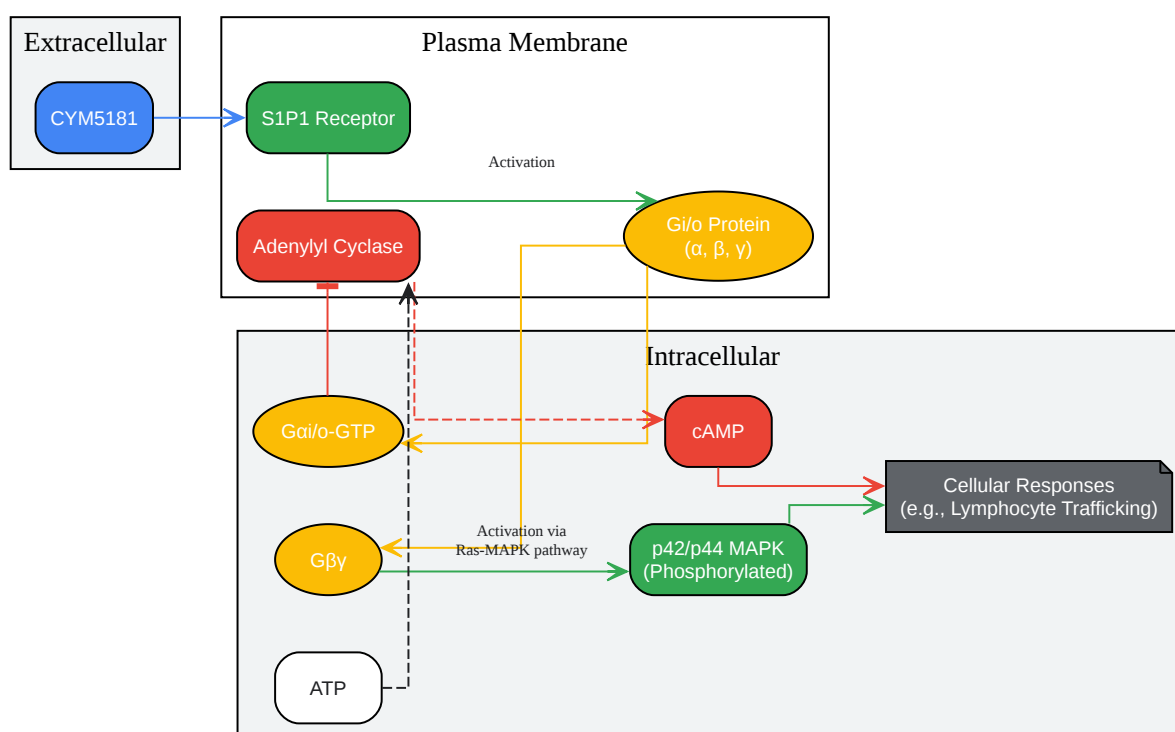 Extracellular
Plasma Membrane
CYM5181
S1P1 Receptor
Activation
Gi/o Protein
(α, β, γ)
Adenylyl Cyclase
Intracellular
Gαi/o-GTP
cAMP
Cellular Responses
(e.g., Lymphocyte Trafficking)
Activation via
Ras-MAPK pathway
Gβγ
p42/p44 MAPK
(Phosphorylated)
ATP